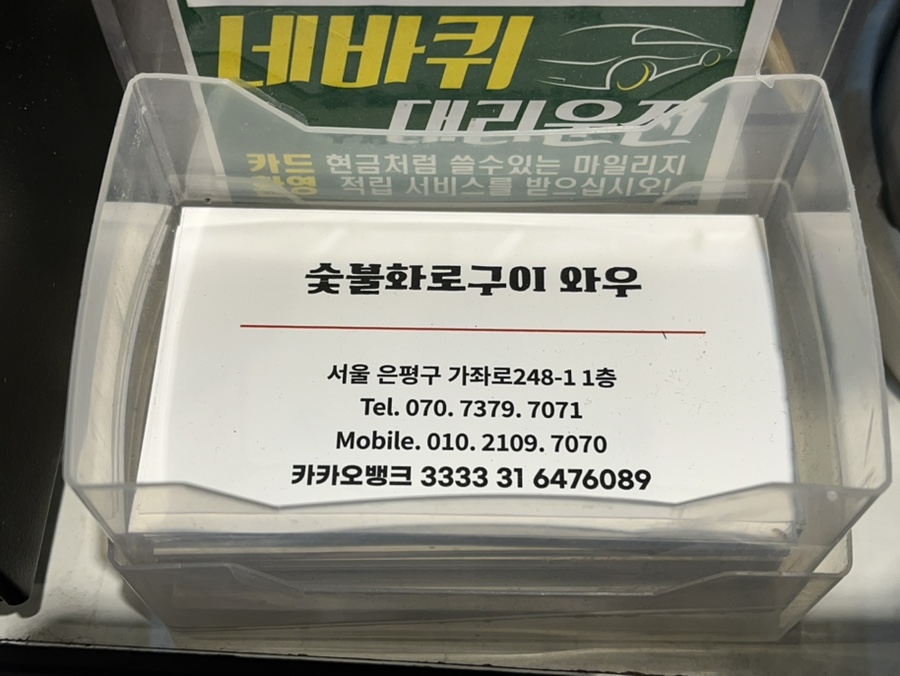 네바퀴
대리운전
카드 현금처럼 쓸수있는 마일리지
환영 적립 서비스를 받으십시오!
숯불화로구이 와우
서울 은평구 가좌로248-1 1층
Tel. 070. 7379. 7071
Mobile. 010. 2109. 7070
카카오뱅크 3333 31 6476089